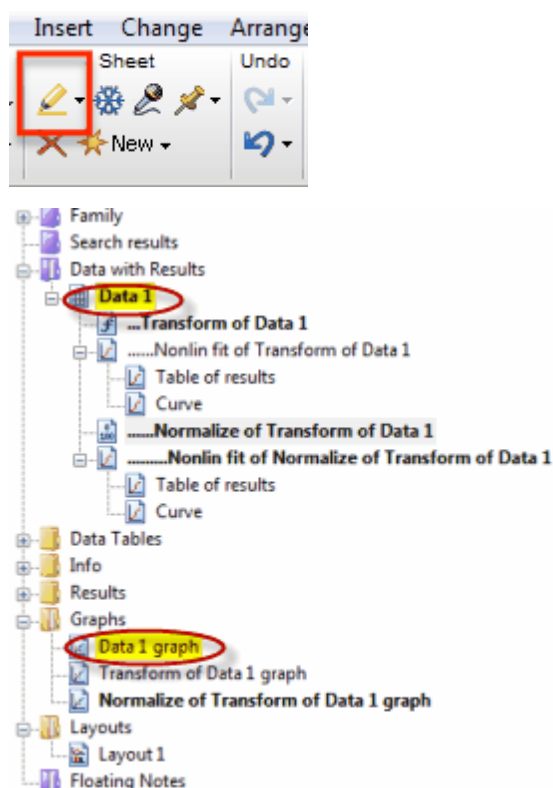 Insert Change Arrange
Sheet Undo
New
Family
Search results
Data with Results
Data 1
...Transform of Data 1
......Nonlin fit of Transform of Data 1
Table of results
Curve
......Normalize of Transform of Data 1
.........Nonlin fit of Normalize of Transform of Data 1
Table of results
Curve
Data Tables
Info
Results
Graphs
Data 1 graph
Transform of Data 1 graph
Normalize of Transform of Data 1 graph
Layouts
Layout 1
Floating Notes